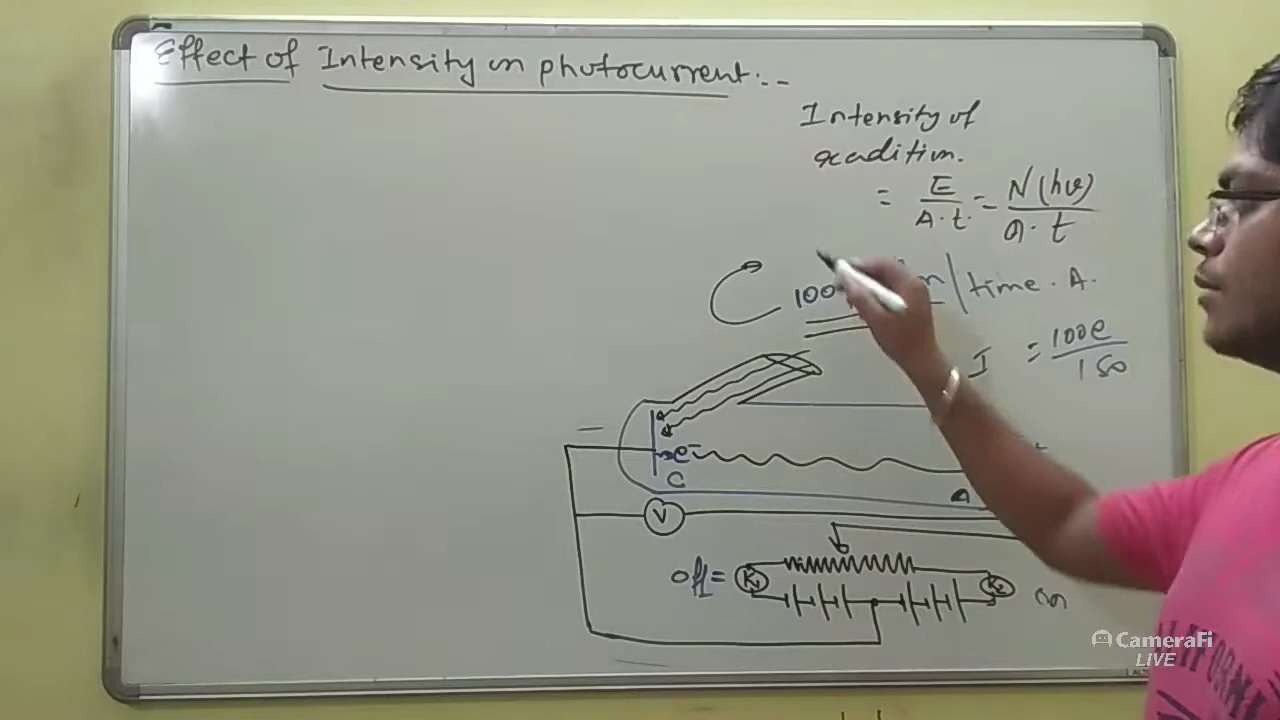 Effect of Intensity on photocurrent:--
Intensity of
radition.
= E / A.t. = N(hν) / A.t
100 / time. A.
I = 100e / 1 sec
e⁻
C
A
V
off = K1 K2 on
CameraFi
LIVE